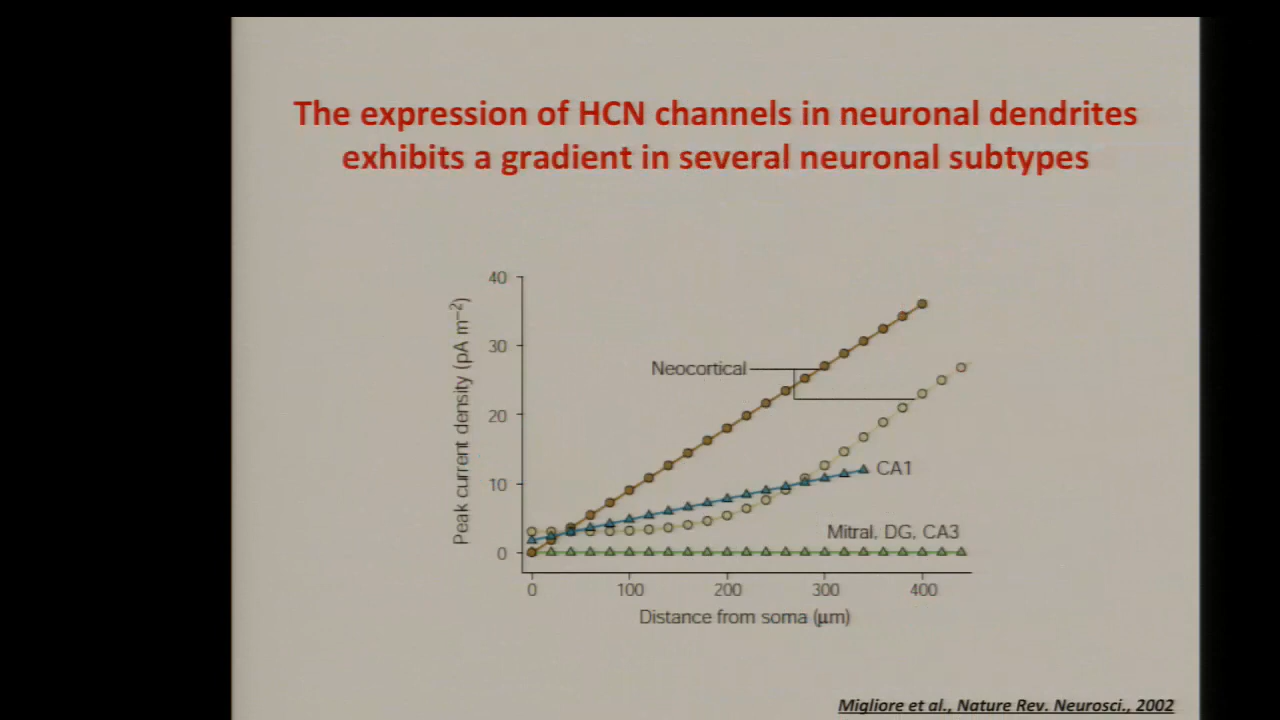 The expression of HCN channels in neuronal dendrites
exhibits a gradient in several neuronal subtypes
40
30
20
10
0
Peak current density (pA m−2)
Neocortical
CA1
Mitral, DG, CA3
0 100 200 300 400
Distance from soma (μm)
Migliore et al., Nature Rev. Neurosci., 2002